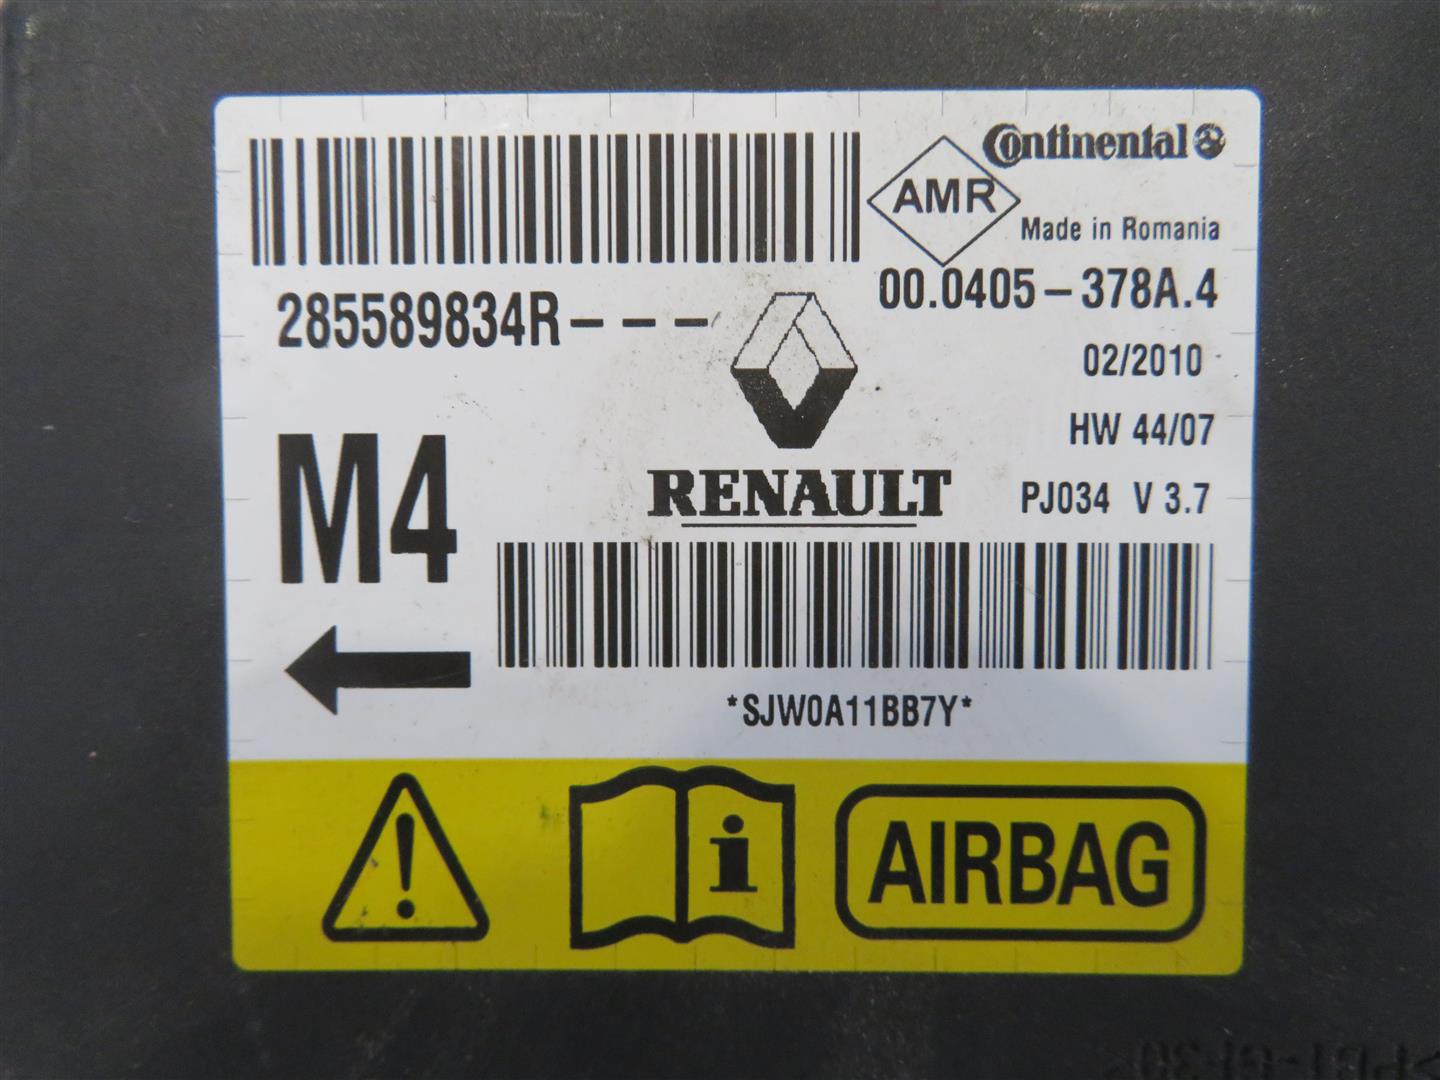 Continental
AMR
Made in Romania
285589834R---
00.0405-378A.4
02/2010
HW 44/07
M4
RENAULT
PJ034 V 3.7
*SJW0A11BB7Y*
i
AIRBAG